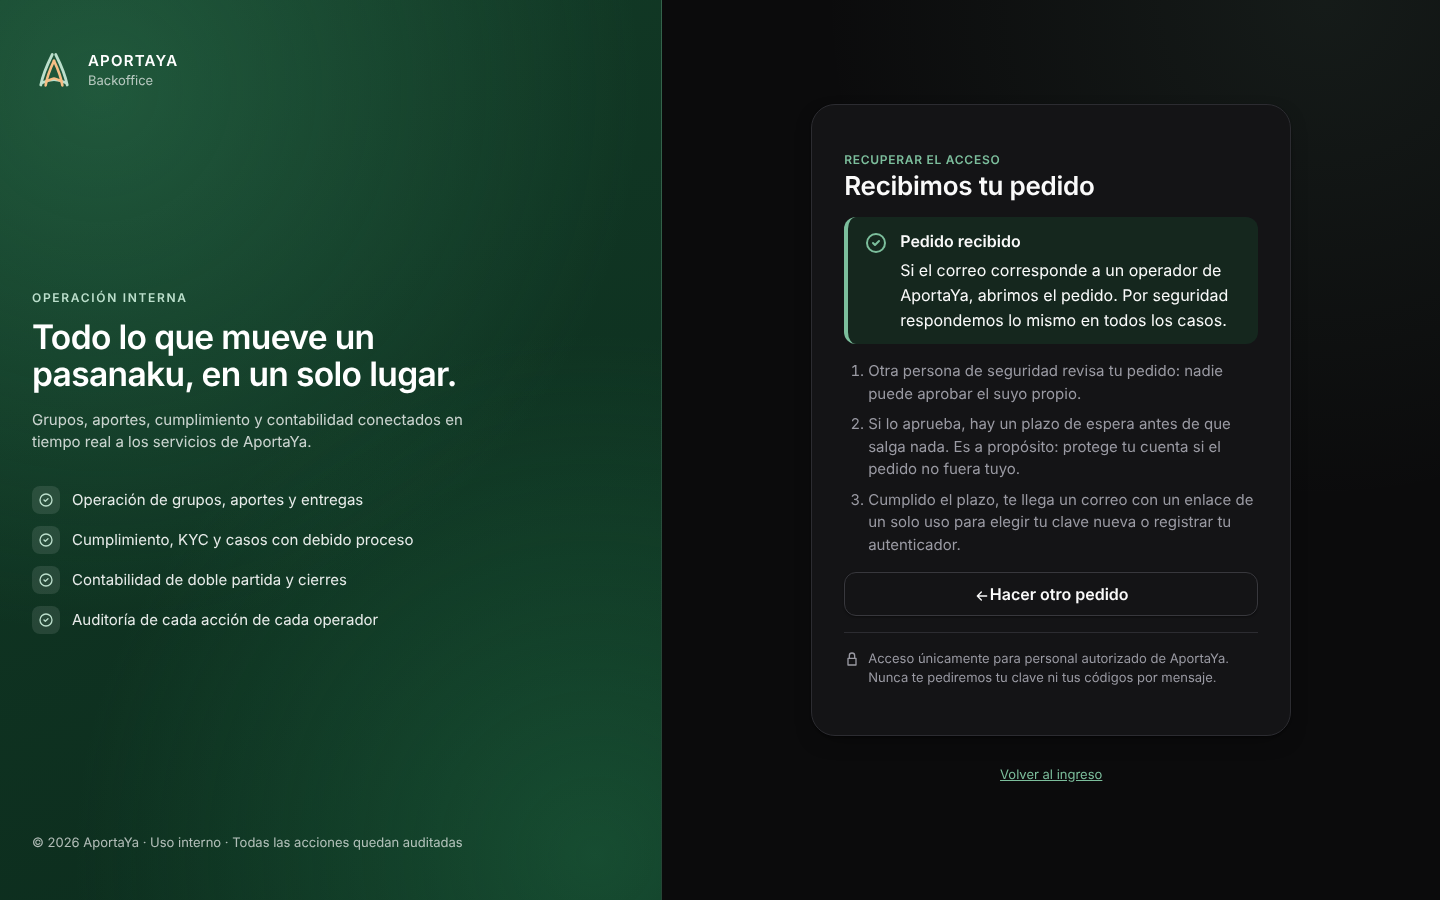 APORTAYA
Backoffice
OPERACIÓN INTERNA
Todo lo que mueve un
pasanaku, en un solo lugar.
Grupos, aportes, cumplimiento y contabilidad conectados en
tiempo real a los servicios de AportaYa.
Operación de grupos, aportes y entregas
Cumplimiento, KYC y casos con debido proceso
Contabilidad de doble partida y cierres
Auditoría de cada acción de cada operador
© 2026 AportaYa · Uso interno · Todas las acciones quedan auditadas
RECUPERAR EL ACCESO
Recibimos tu pedido
Pedido recibido
Si el correo corresponde a un operador de
AportaYa, abrimos el pedido. Por seguridad
respondemos lo mismo en todos los casos.
1. Otra persona de seguridad revisa tu pedido: nadie
puede aprobar el suyo propio.
2. Si lo aprueba, hay un plazo de espera antes de que
salga nada. Es a propósito: protege tu cuenta si el
pedido no fuera tuyo.
3. Cumplido el plazo, te llega un correo con un enlace de
un solo uso para elegir tu clave nueva o registrar tu
autenticador.
←Hacer otro pedido
Acceso únicamente para personal autorizado de AportaYa.
Nunca te pediremos tu clave ni tus códigos por mensaje.
Volver al ingreso